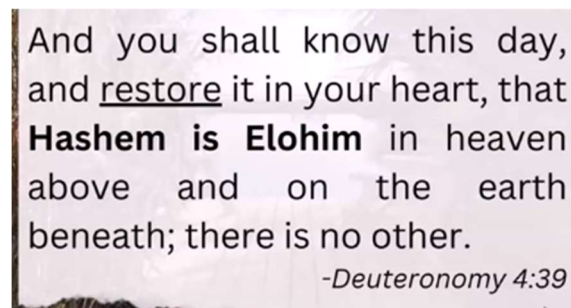 And you shall know this day,
and restore it in your heart, that
Hashem is Elohim in heaven
above and on the earth
beneath; there is no other.
-Deuteronomy 4:39